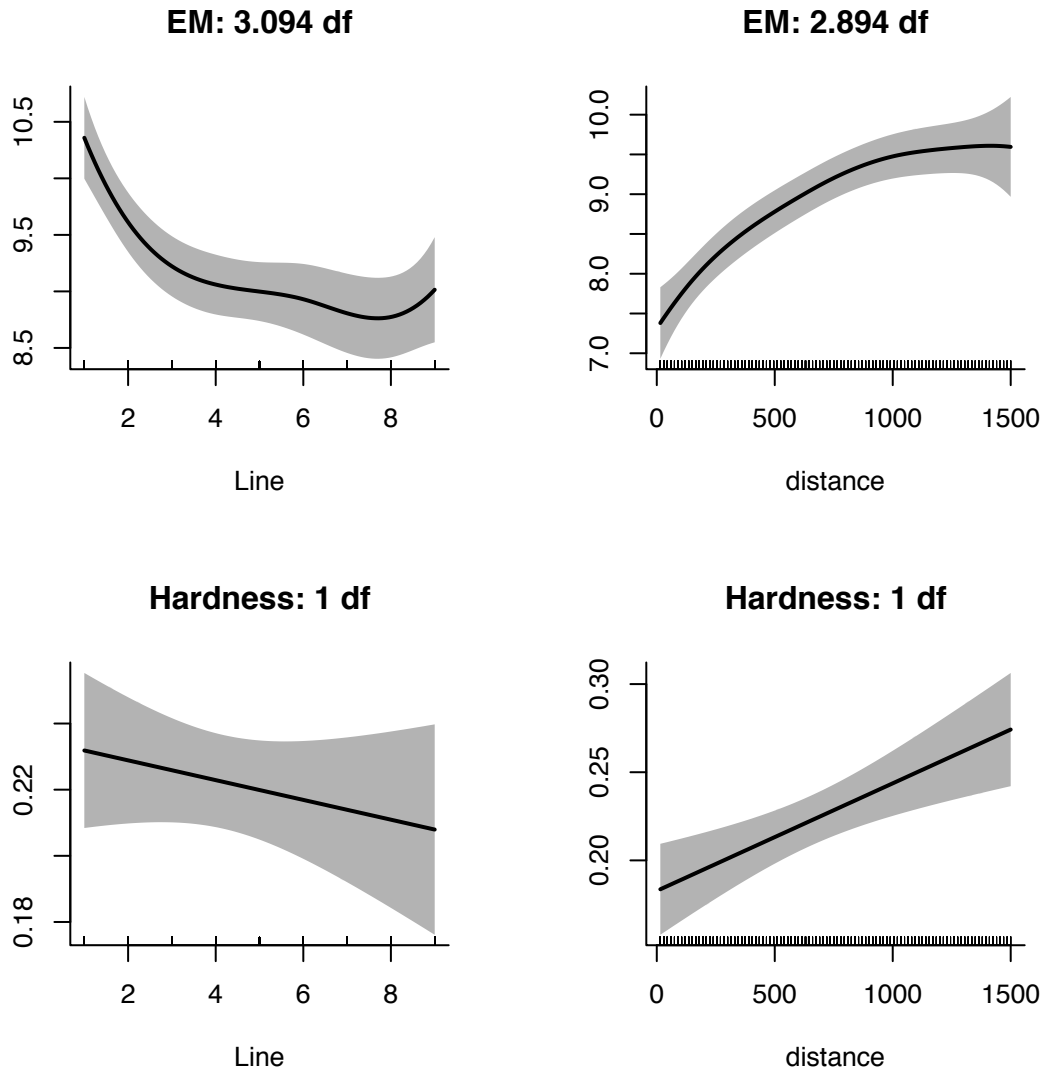 EM: 3.094 df
10.5
9.5
8.5
2 4 6 8
Line
EM: 2.894 df
10.0
9.0
8.0
7.0
0 500 1000 1500
distance
Hardness: 1 df
0.22
0.18
2 4 6 8
Line
Hardness: 1 df
0.30
0.25
0.20
0 500 1000 1500
distance